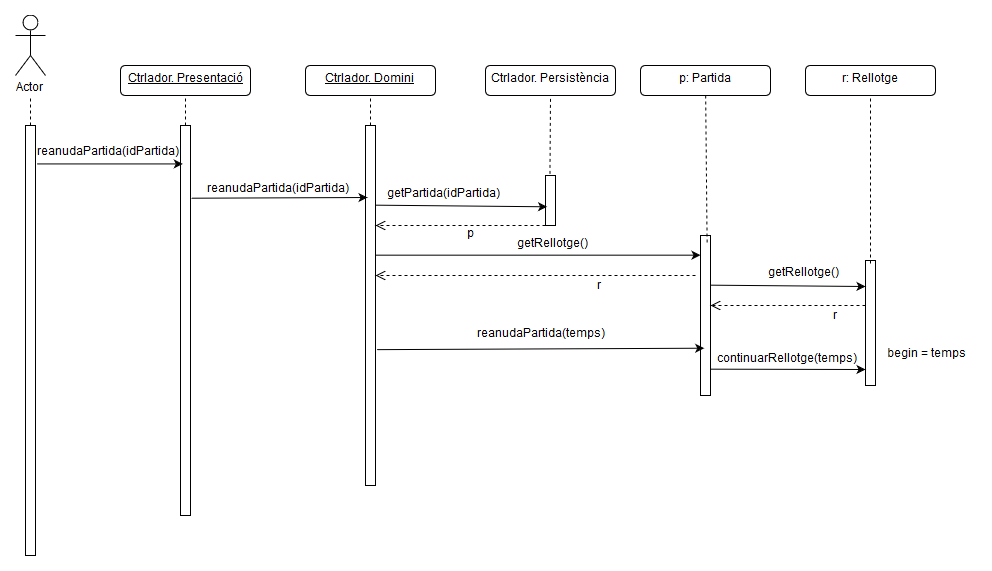 Actor
Ctrlador. Presentació
Ctrlador. Domini
Ctrlador. Persistència
p: Partida
r: Rellotge
reanudaPartida(idPartida)
reanudaPartida(idPartida)
getPartida(idPartida)
p
getRellotge()
r
getRellotge()
r
reanudaPartida(temps)
continuarRellotge(temps)
begin = temps